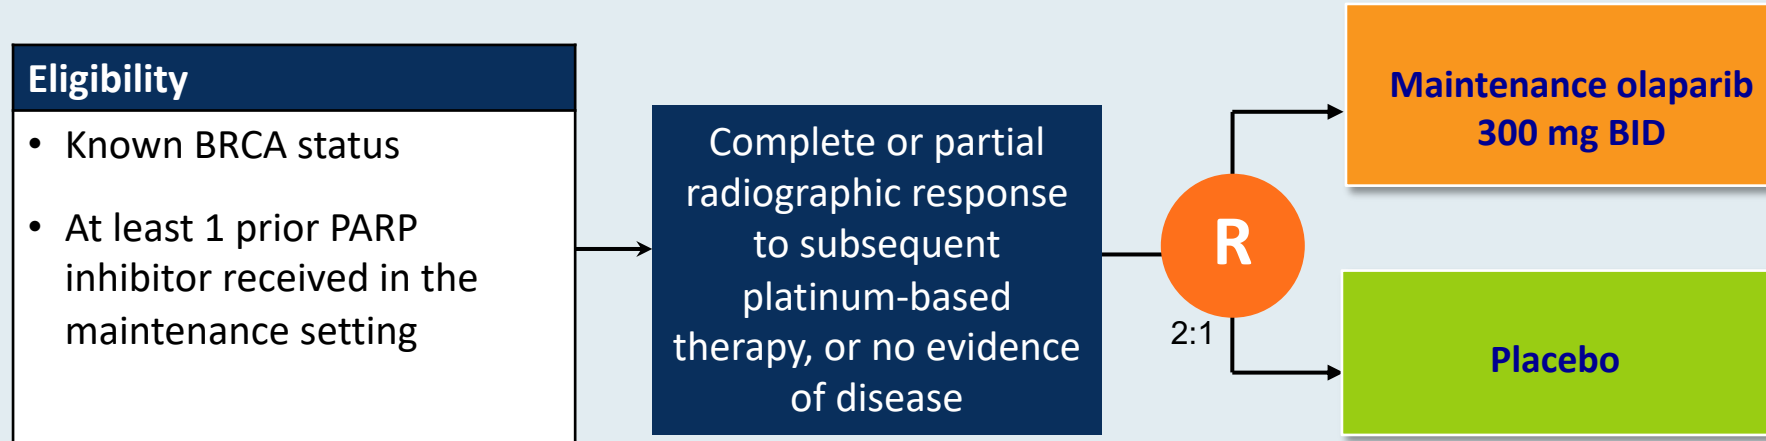 Eligibility
• Known BRCA status
• At least 1 prior PARP
inhibitor received in the
maintenance setting
Complete or partial
radiographic response
to subsequent
platinum-based
therapy, or no evidence
of disease
R
2:1
Maintenance olaparib
300 mg BID
Placebo